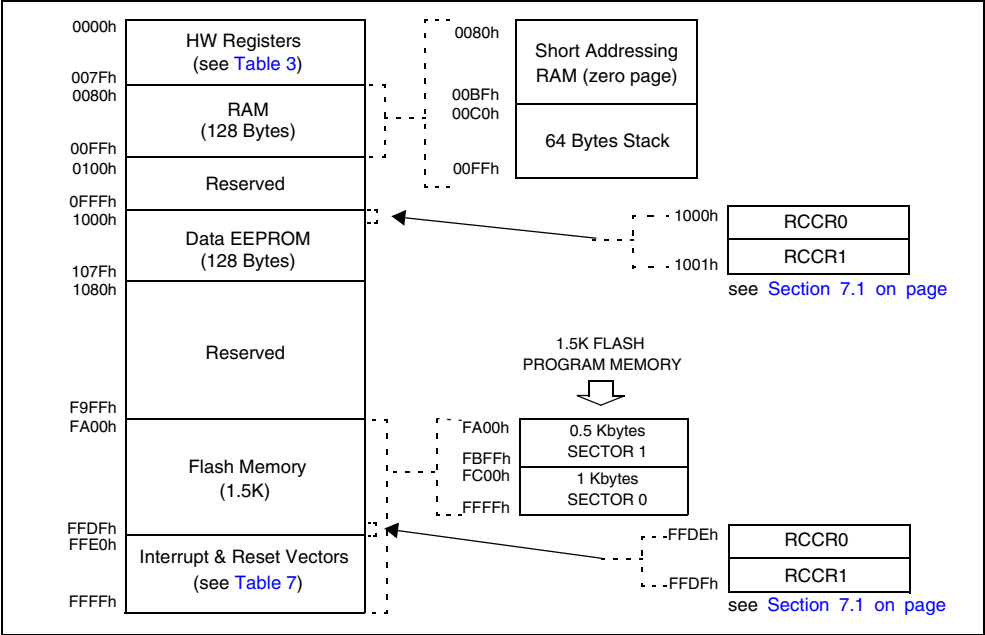 0000h
HW Registers
(see Table 3)
007Fh
0080h
RAM
(128 Bytes)
00FFh
0100h
Reserved
0FFFh
1000h
Data EEPROM
(128 Bytes)
107Fh
1080h
Reserved
F9FFh
FA00h
Flash Memory
(1.5K)
FFDFh
FFE0h
Interrupt & Reset Vectors
(see Table 7)
FFFFh
0080h
Short Addressing
RAM (zero page)
00BFh
00C0h
64 Bytes Stack
00FFh
1000h
RCCR0
RCCR1
1001h
see Section 7.1 on page
1.5K FLASH
PROGRAM MEMORY
FA00h
0.5 Kbytes
SECTOR 1
FBFFh
FC00h
1 Kbytes
SECTOR 0
FFFFh
FFDEh
RCCR0
RCCR1
FFDFh
see Section 7.1 on page